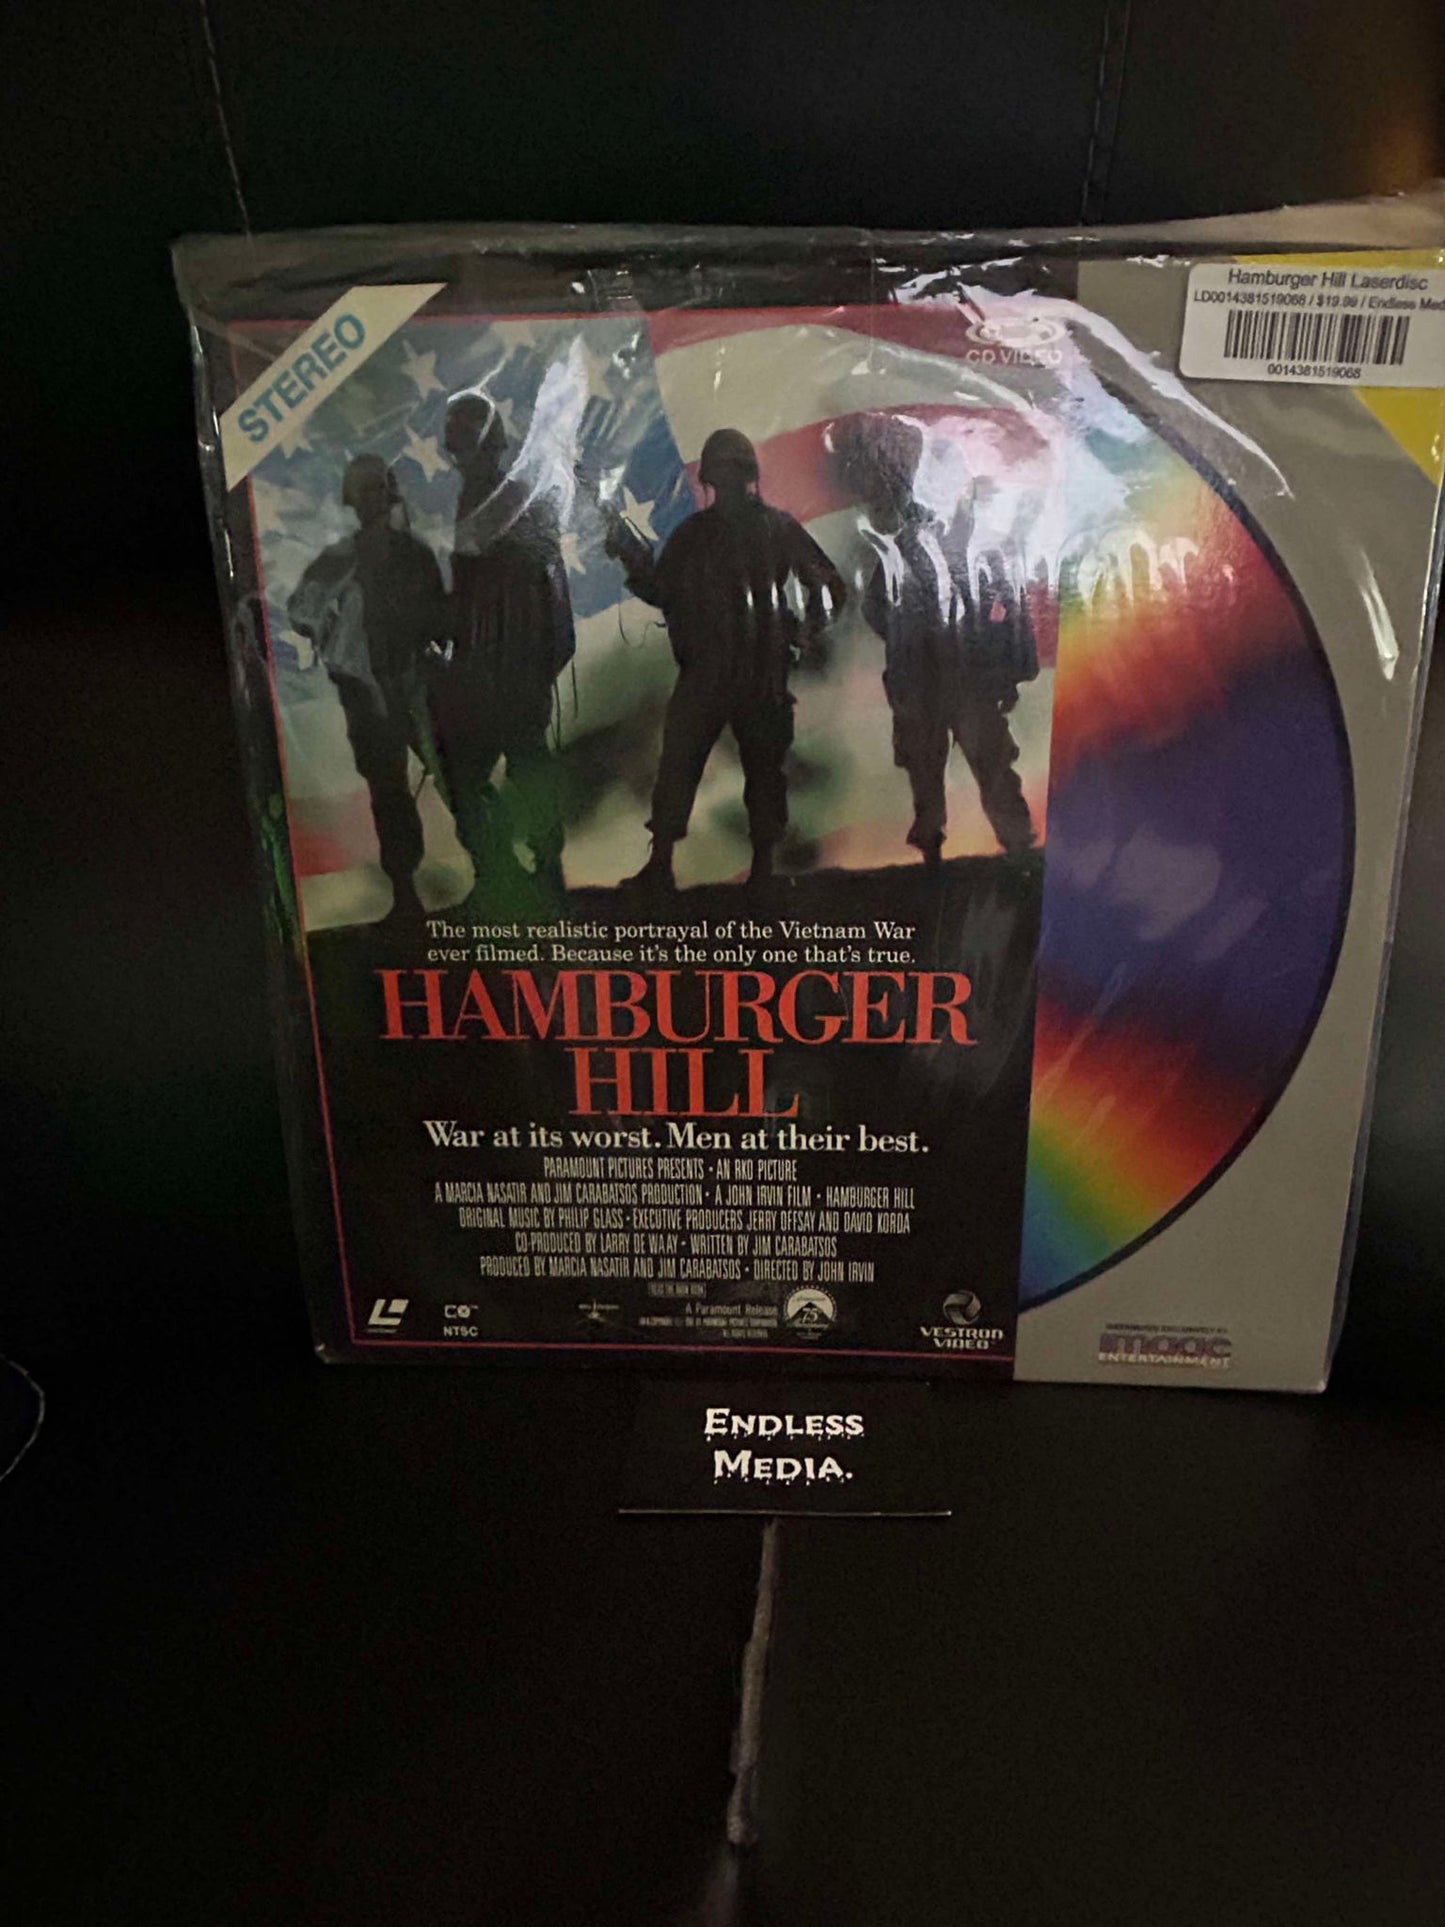 Hamburger Hill Laserdisc
LD0014381519068 / $19.99 / Endless Med
0014381519068
STEREO
CD VIDEO
The most realistic portrayal of the Vietnam War
ever filmed. Because it's the only one that's true.
HAMBURGER
HILL
War at its worst. Men at their best.
PARAMOUNT PICTURES PRESENTS • AN RKO PICTURE
A MARCIA NASATIR AND JIM CARABATSOS PRODUCTION • A JOHN IRVIN FILM • HAMBURGER HILL
ORIGINAL MUSIC BY PHILIP GLASS • EXECUTIVE PRODUCERS JERRY OFFSAY AND DAVID KORDA
CO-PRODUCED BY LARRY DE WAAY • WRITTEN BY JIM CARABATSOS
PRODUCED BY MARCIA NASATIR AND JIM CARABATSOS • DIRECTED BY JOHN IRVIN
A Paramount Release
Paramount
75
NTSC
VESTRON
VIDEO
image
ENTERTAINMENT
ENDLESS
MEDIA.